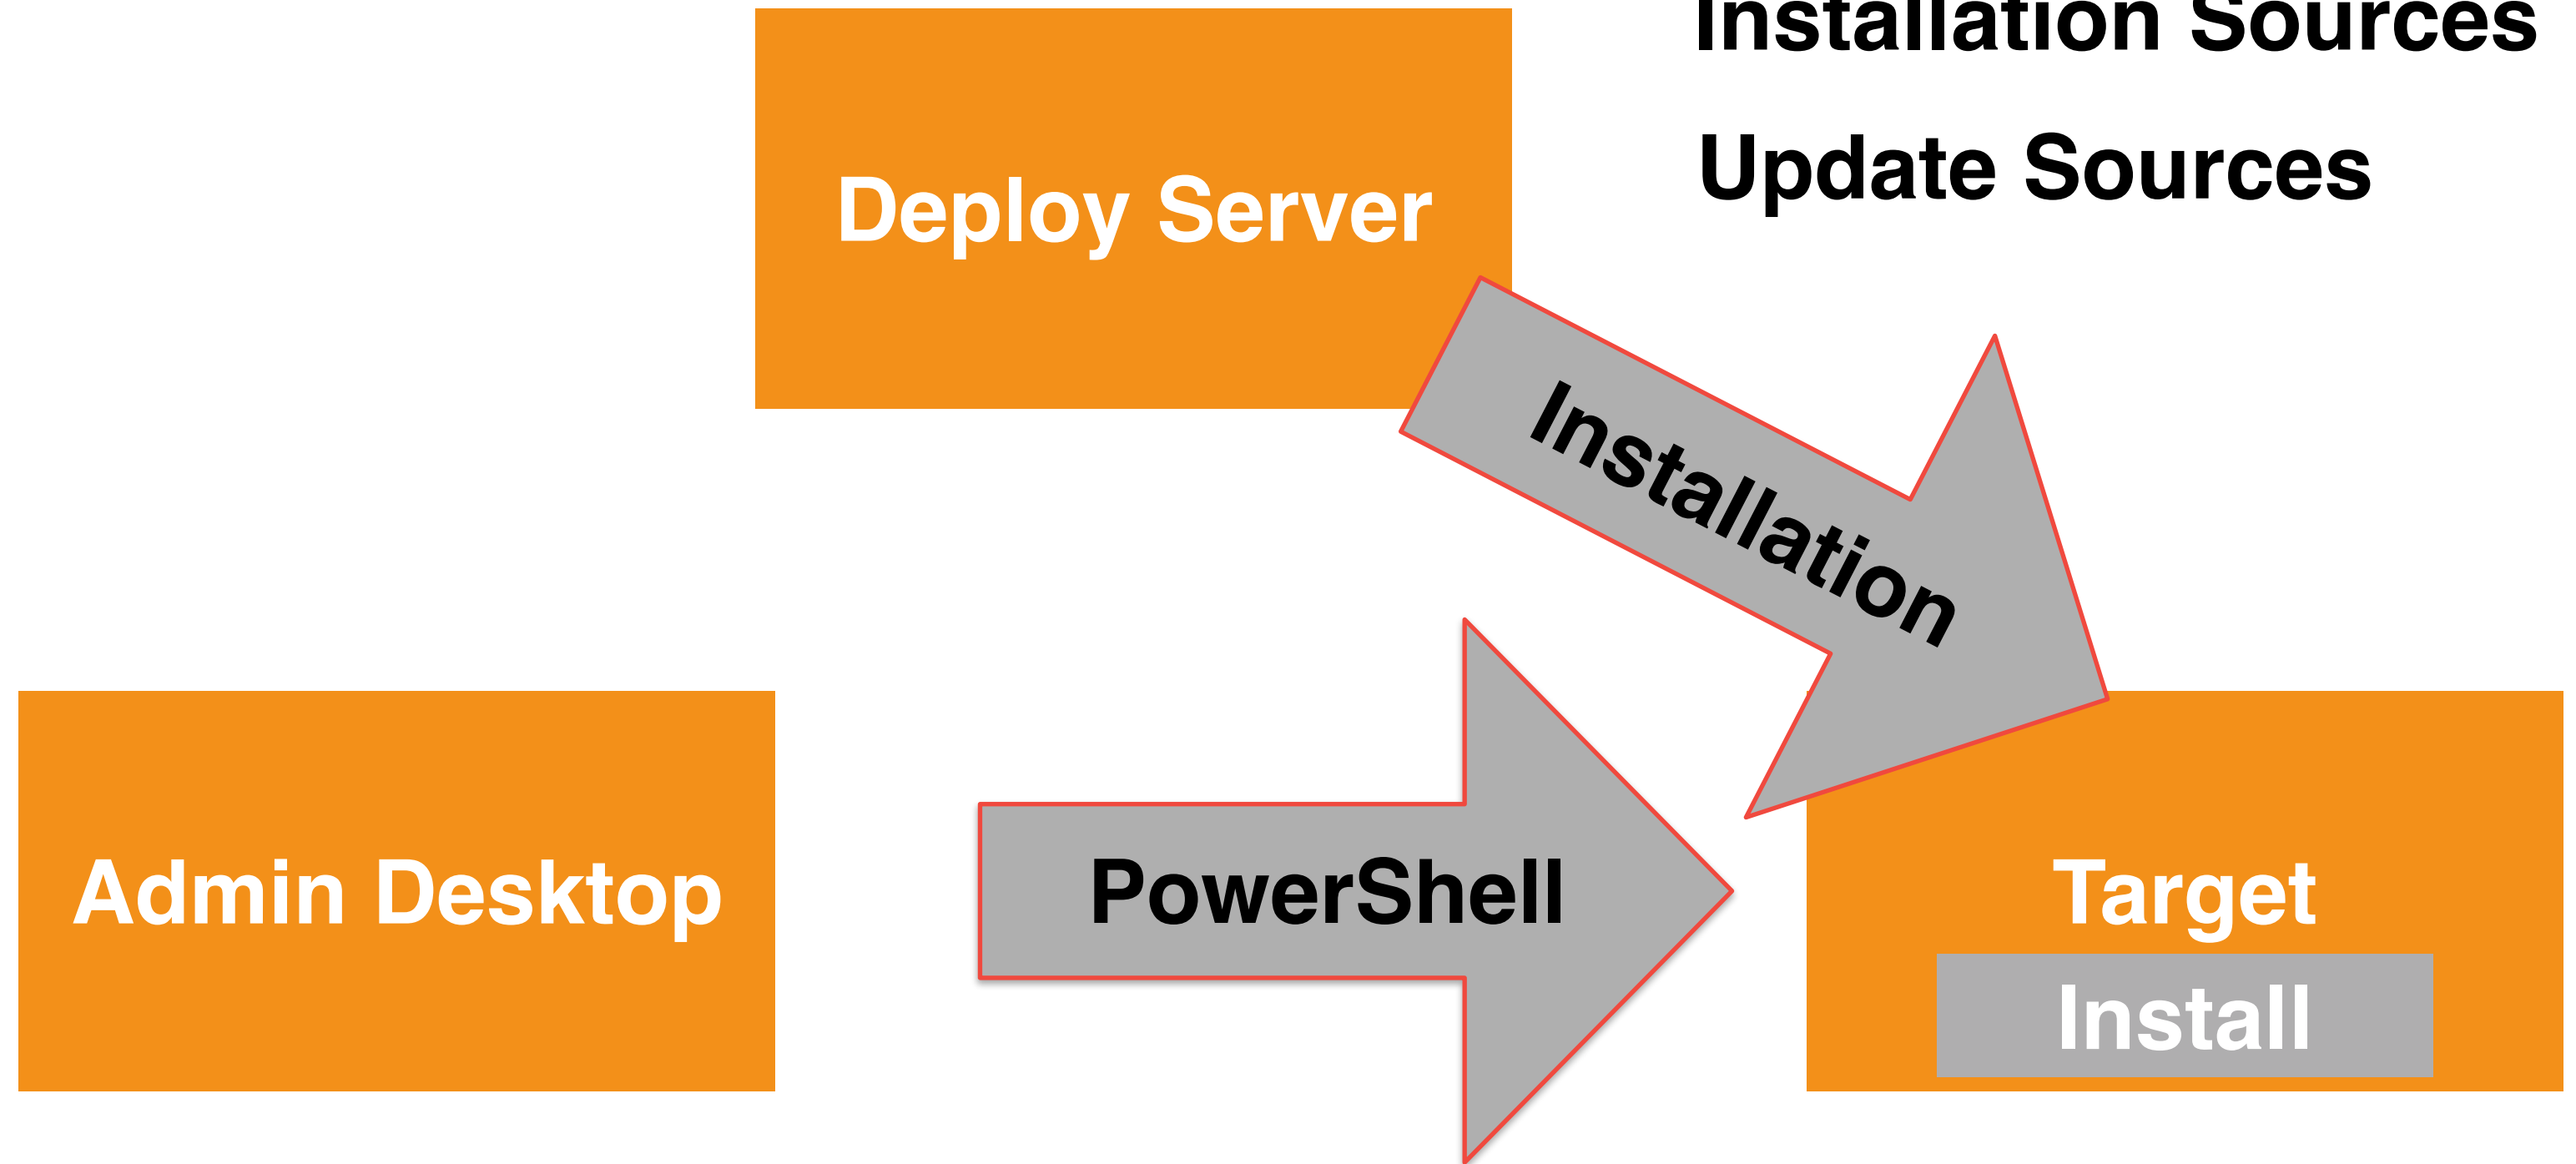 Installation Sources
Update Sources
Deploy Server
Installation
PowerShell
Admin Desktop
Target
Install